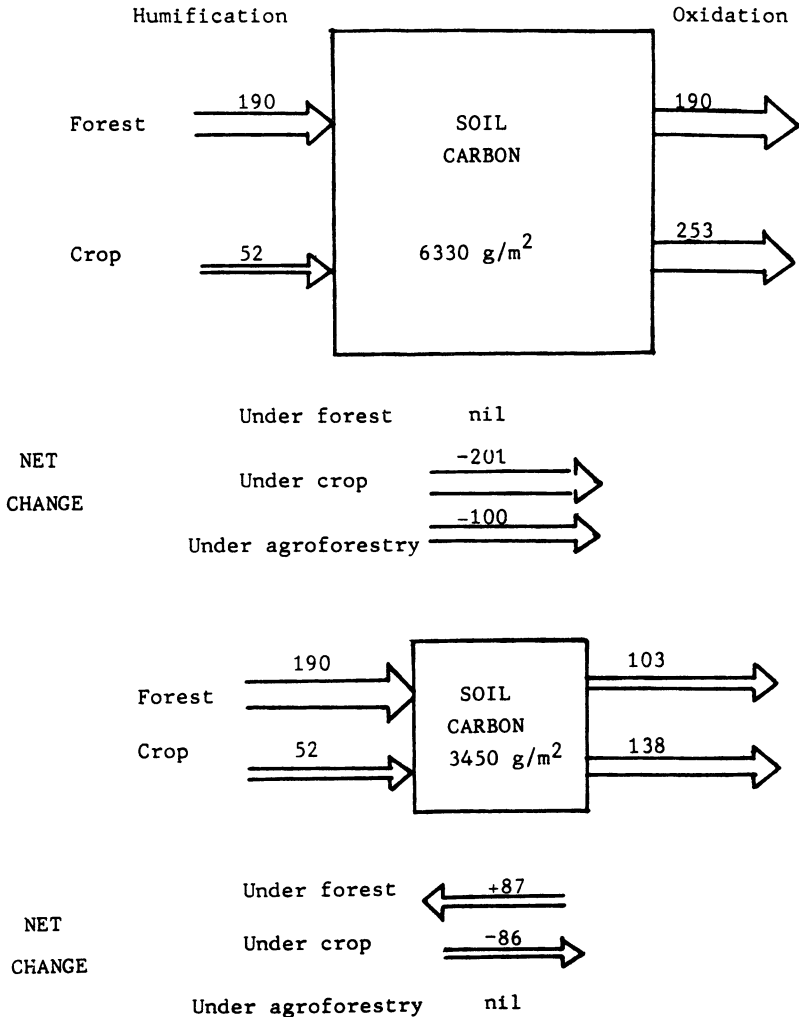 Humification Oxidation
190 190
Forest SOIL
CARBON
253
Crop 52 6330 g/m²
Under forest nil
NET -201
Under crop
CHANGE -100
Under agroforestry
190 103
Forest SOIL
CARBON
Crop 52 3450 g/m² 138
Under forest +87
NET
Under crop -86
CHANGE
Under agroforestry nil